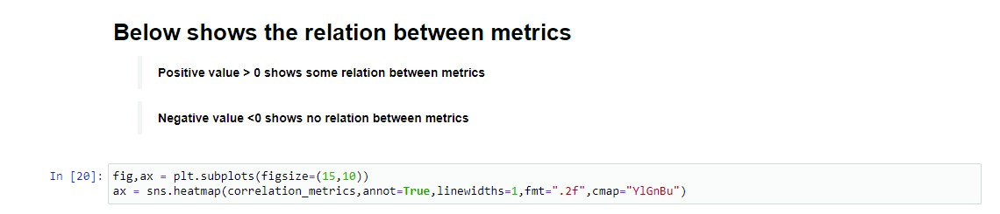 Below shows the relation between metrics
Positive value > 0 shows some relation between metrics
Negative value <0 shows no relation between metrics
In [20]: fig,ax = plt.subplots(figsize=(15,10))
ax = sns.heatmap(correlation_metrics,annot=True,linewidths=1,fmt=".2f",cmap="YlGnBu")